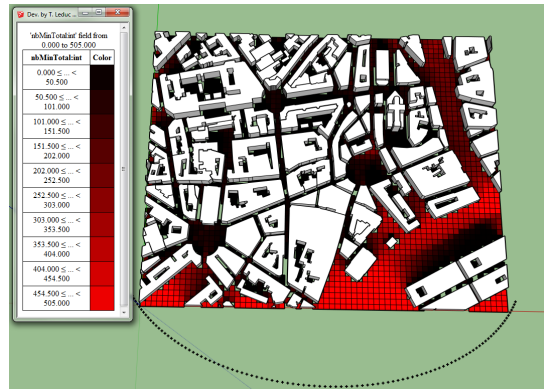 Dev. by T. Leduc ...
'nbMinTotal:int' field from
0.000 to 505.000
nbMinTotal:int Color
0.000 ≤ ... <
50.500
50.500 ≤ ... <
101.000
101.000 ≤ ... <
151.500
151.500 ≤ ... <
202.000
202.000 ≤ ... <
252.500
252.500 ≤ ... <
303.000
303.000 ≤ ... <
353.500
353.500 ≤ ... <
404.000
404.000 ≤ ... <
454.500
454.500 ≤ ... <
505.000